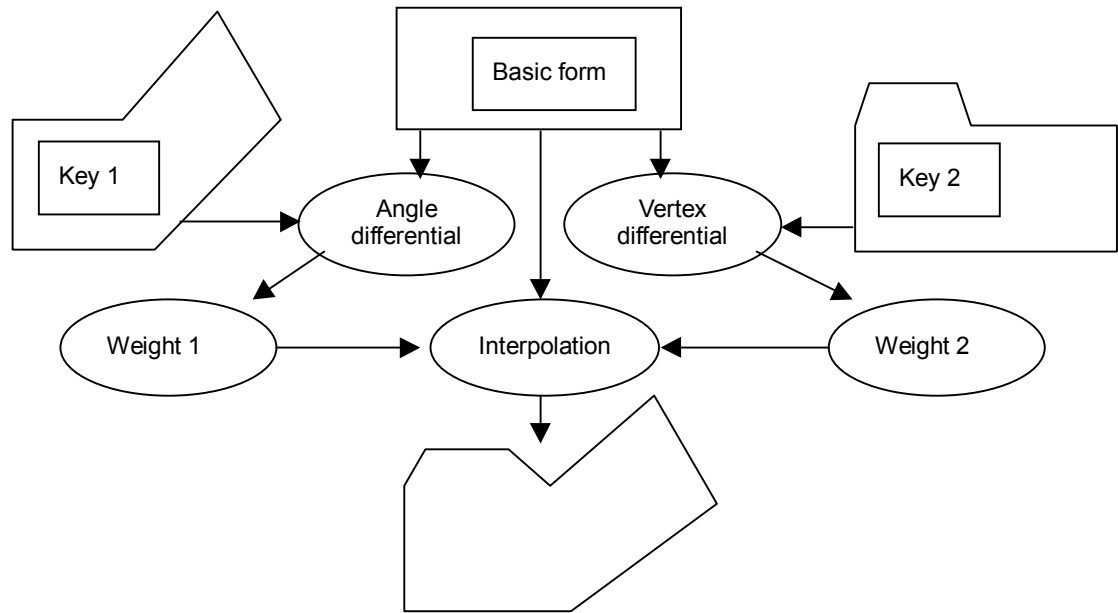 Basic form
Key 1
Key 2
Angle
differential
Vertex
differential
Weight 1
Interpolation
Weight 2